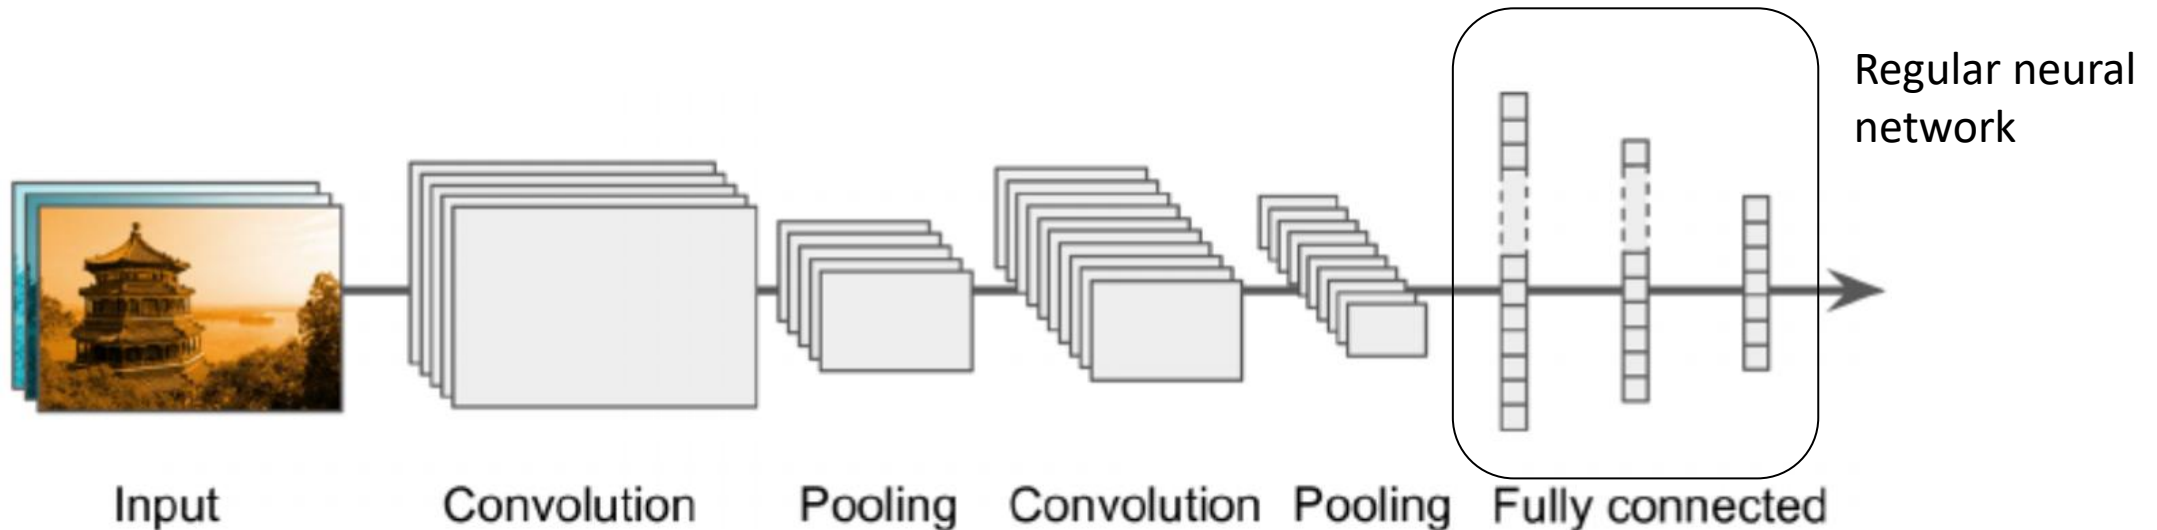 Regular neural
network
Input
Convolution
Pooling
Convolution
Pooling
Fully connected